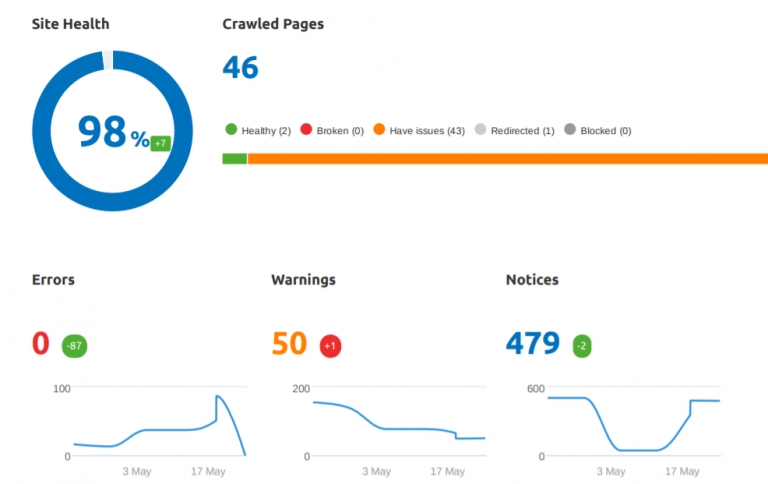 Site Health
98%
+7
Crawled Pages
46
Healthy (2) Broken (0) Have issues (43) Redirected (1) Blocked (0)
Errors
0 -87
100
0
3 May 17 May
Warnings
50 +1
200
0
3 May 17 May
Notices
479 -2
600
0
3 May 17 May